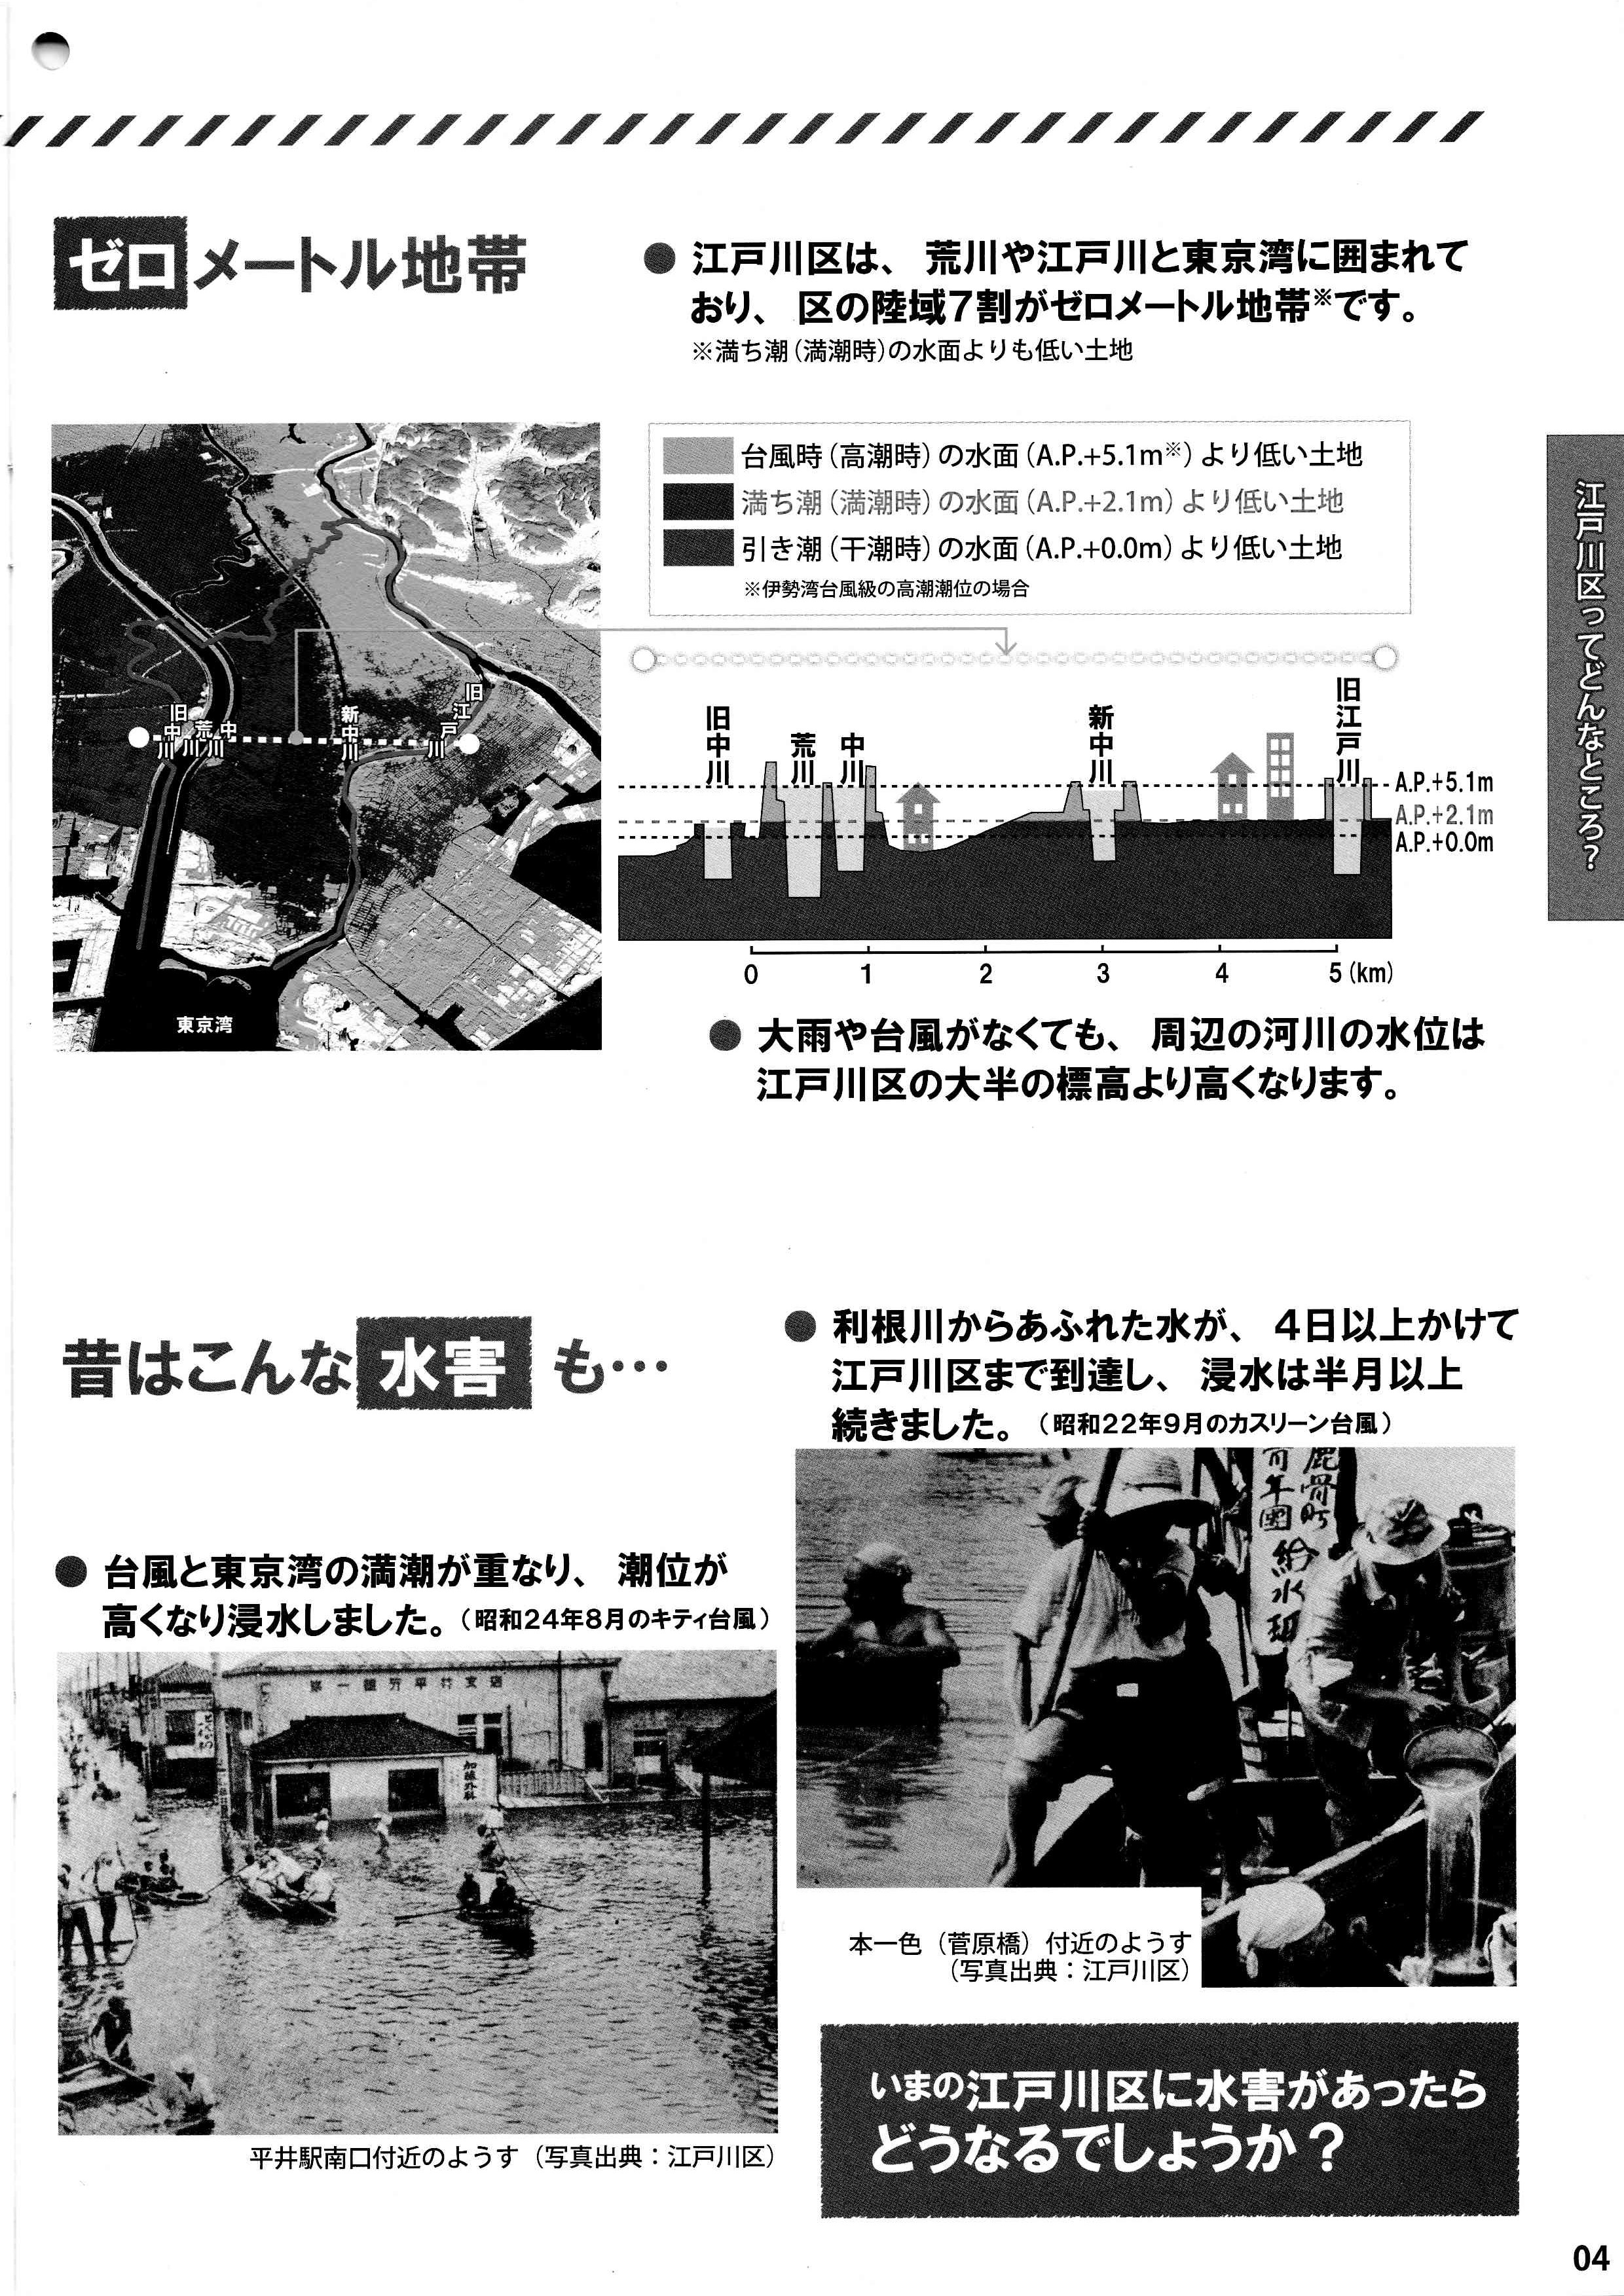 ゼロメートル地帯
● 江戸川区は、荒川や江戸川と東京湾に囲まれて
おり、区の陸域7割がゼロメートル地帯※です。
※満ち潮（満潮時）の水面よりも低い土地
台風時（高潮時）の水面（A.P.+5.1m※）より低い土地
満ち潮（満潮時）の水面（A.P.+2.1m）より低い土地
引き潮（干潮時）の水面（A.P.+0.0m）より低い土地
※伊勢湾台風級の高潮潮位の場合
旧中川
荒川
中川
新中川
旧江戸川
東京湾
旧中川
荒川
中川
新中川
旧江戸川
A.P.+5.1m
A.P.+2.1m
A.P.+0.0m
0 1 2 3 4 5 (km)
● 大雨や台風がなくても、周辺の河川の水位は
江戸川区の大半の標高より高くなります。
江戸川区ってどんなところ？
昔はこんな水害も…
● 利根川からあふれた水が、4日以上かけて
江戸川区まで到達し、浸水は半月以上
続きました。（昭和22年9月のカスリーン台風）
鹿骨町
青年團
給水班
本一色（菅原橋）付近のようす
（写真出典：江戸川区）
● 台風と東京湾の満潮が重なり、潮位が
高くなり浸水しました。（昭和24年8月のキティ台風）
加藤外科
平井駅南口付近のようす（写真出典：江戸川区）
いまの江戸川区に水害があったら
どうなるでしょうか？
04